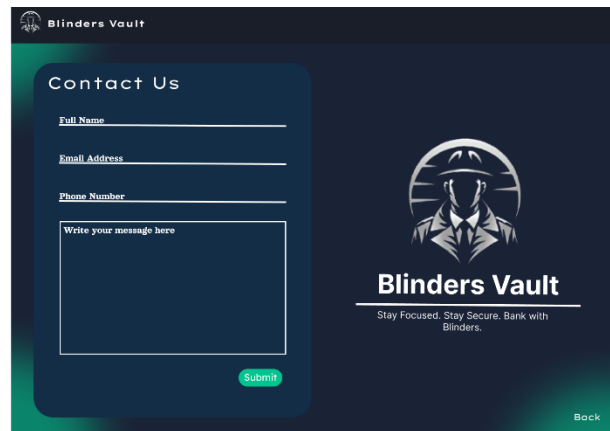 Blinders Vault
Contact Us
Full Name
Email Address
Phone Number
Write your message here
Submit
Blinders Vault
Stay Focused. Stay Secure. Bank with
Blinders.
Back